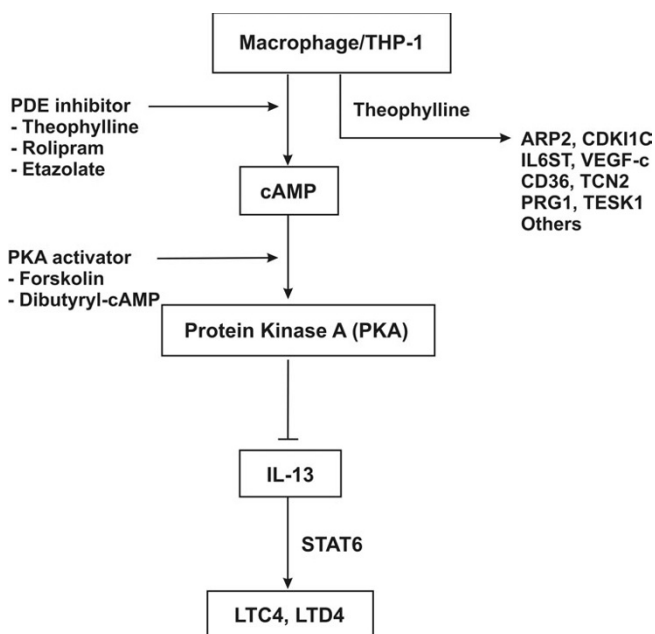 Macrophage/THP-1
PDE inhibitor
- Theophylline
- Rolipram
- Etazolate
Theophylline
ARP2, CDKI1C
IL6ST, VEGF-c
CD36, TCN2
PRG1, TESK1
Others
cAMP
PKA activator
- Forskolin
- Dibutyryl-cAMP
Protein Kinase A (PKA)
IL-13
STAT6
LTC4, LTD4